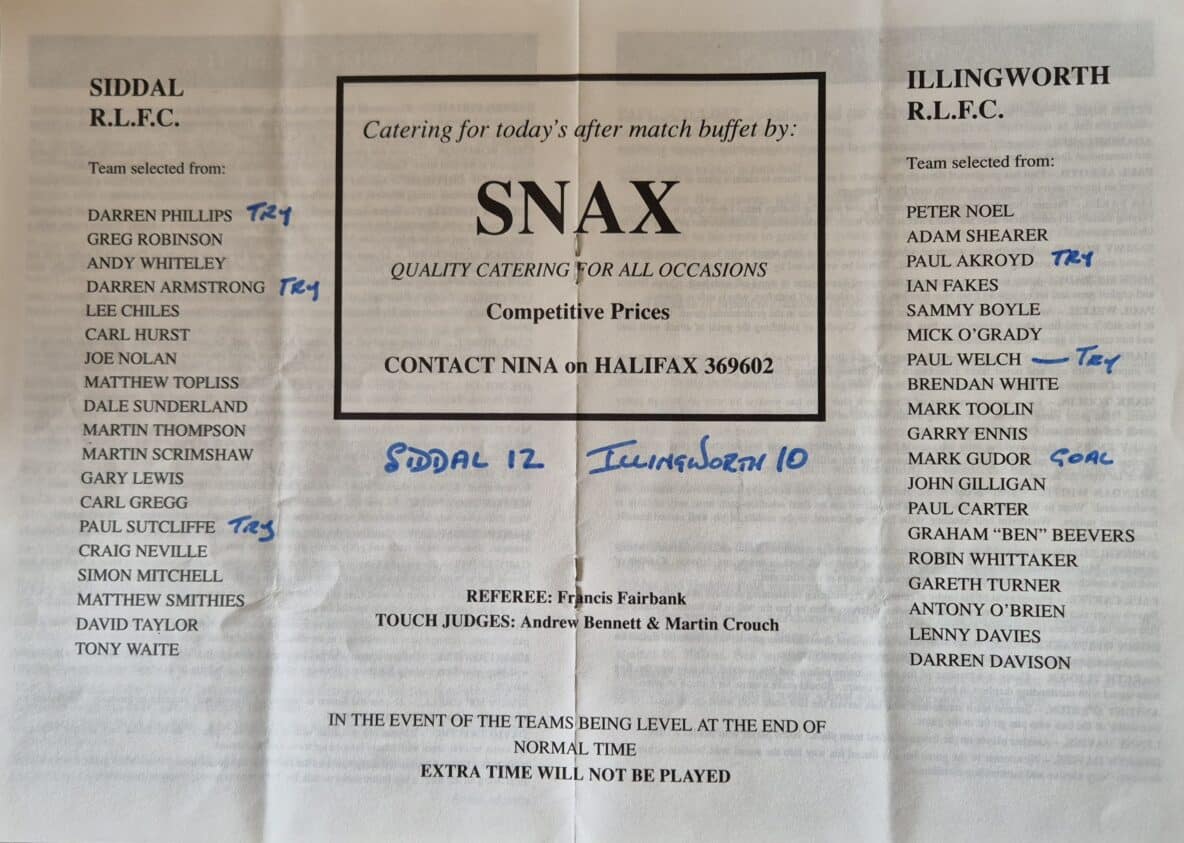 SIDDAL
R.L.F.C.
Team selected from:
DARREN PHILLIPS TRY
GREG ROBINSON
ANDY WHITELEY
DARREN ARMSTRONG TRY
LEE CHILES
CARL HURST
JOE NOLAN
MATTHEW TOPLISS
DALE SUNDERLAND
MARTIN THOMPSON
MARTIN SCRIMSHAW
GARY LEWIS
CARL GREGG
PAUL SUTCLIFFE TRY
CRAIG NEVILLE
SIMON MITCHELL
MATTHEW SMITHIES
DAVID TAYLOR
TONY WAITE
Catering for today's after match buffet by:
SNAX
QUALITY CATERING FOR ALL OCCASIONS
Competitive Prices
CONTACT NINA on HALIFAX 369602
SIDDAL 12 ILLINGWORTH 10
REFEREE: Francis Fairbank
TOUCH JUDGES: Andrew Bennett & Martin Crouch
IN THE EVENT OF THE TEAMS BEING LEVEL AT THE END OF
NORMAL TIME
EXTRA TIME WILL NOT BE PLAYED
ILLINGWORTH
R.L.F.C.
Team selected from:
PETER NOEL
ADAM SHEARER
PAUL AKROYD TRY
IAN FAKES
SAMMY BOYLE
MICK O'GRADY
PAUL WELCH — TRY
BRENDAN WHITE
MARK TOOLIN
GARRY ENNIS
MARK GUDOR GOAL
JOHN GILLIGAN
PAUL CARTER
GRAHAM “BEN” BEEVERS
ROBIN WHITTAKER
GARETH TURNER
ANTONY O'BRIEN
LENNY DAVIES
DARREN DAVISON